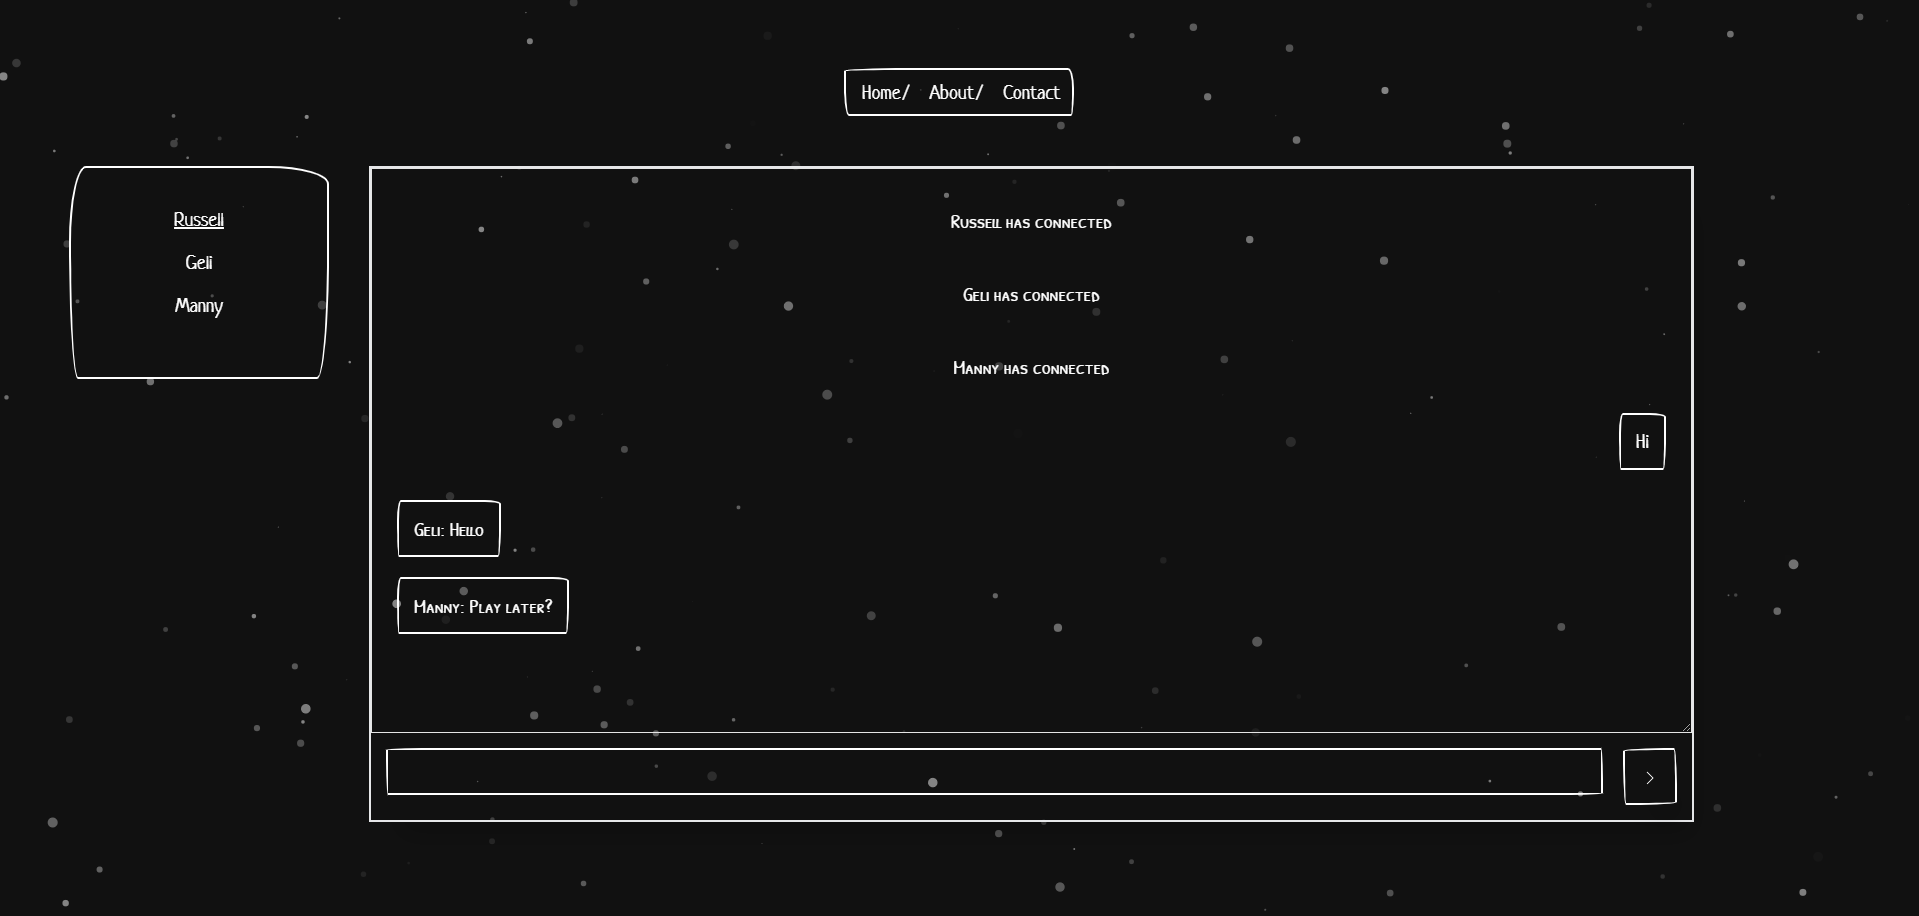 Home/ About/ Contact
Russell
Geli
Manny
Russell has connected
Geli has connected
Manny has connected
Hi
Geli: Hello
Manny: Play later?